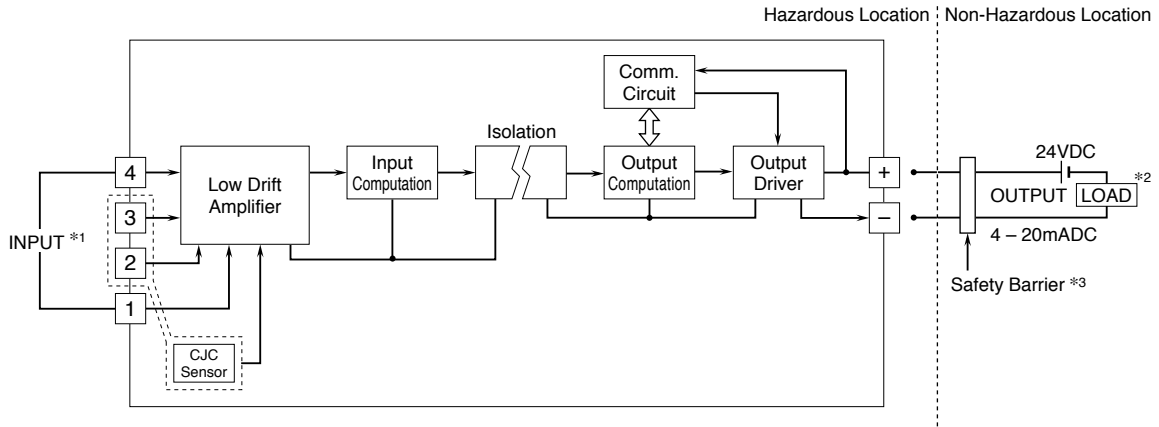 Hazardous Location
Non-Hazardous Location
Comm.
Circuit
Isolation
4
3
2
1
INPUT *1
Low Drift
Amplifier
Input
Computation
Output
Computation
Output
Driver
+
−
24VDC
OUTPUT
LOAD
*2
4 – 20mADC
Safety Barrier *3
CJC
Sensor